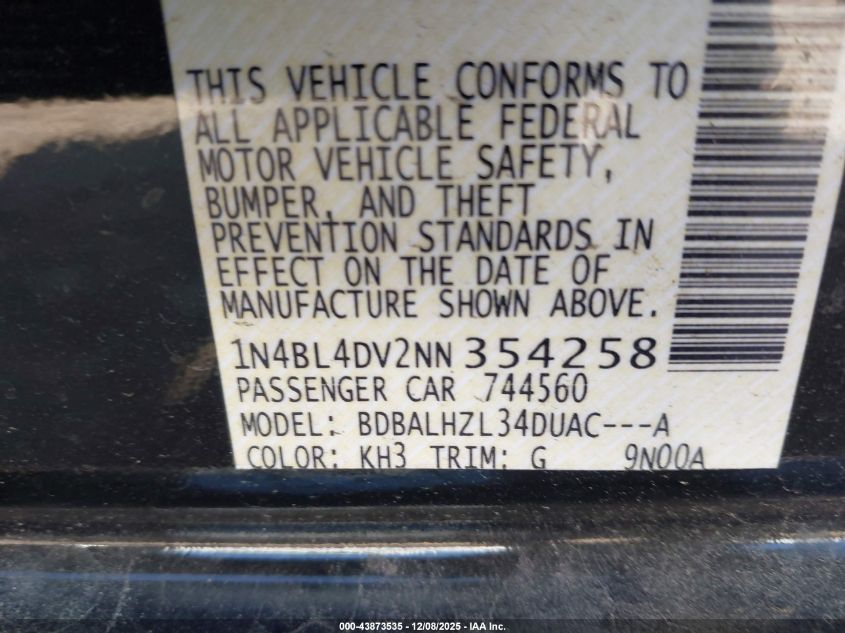 THIS VEHICLE CONFORMS TO
ALL APPLICABLE FEDERAL
MOTOR VEHICLE SAFETY,
BUMPER, AND THEFT
PREVENTION STANDARDS IN
EFFECT ON THE DATE OF
MANUFACTURE SHOWN ABOVE.
1N4BL4DV2NN354258
PASSENGER CAR 744560
MODEL: BDBALHZL34DUAC---A
COLOR: KH3 TRIM: G 9N00A
000-43873535 - 12/08/2025 - IAA Inc.